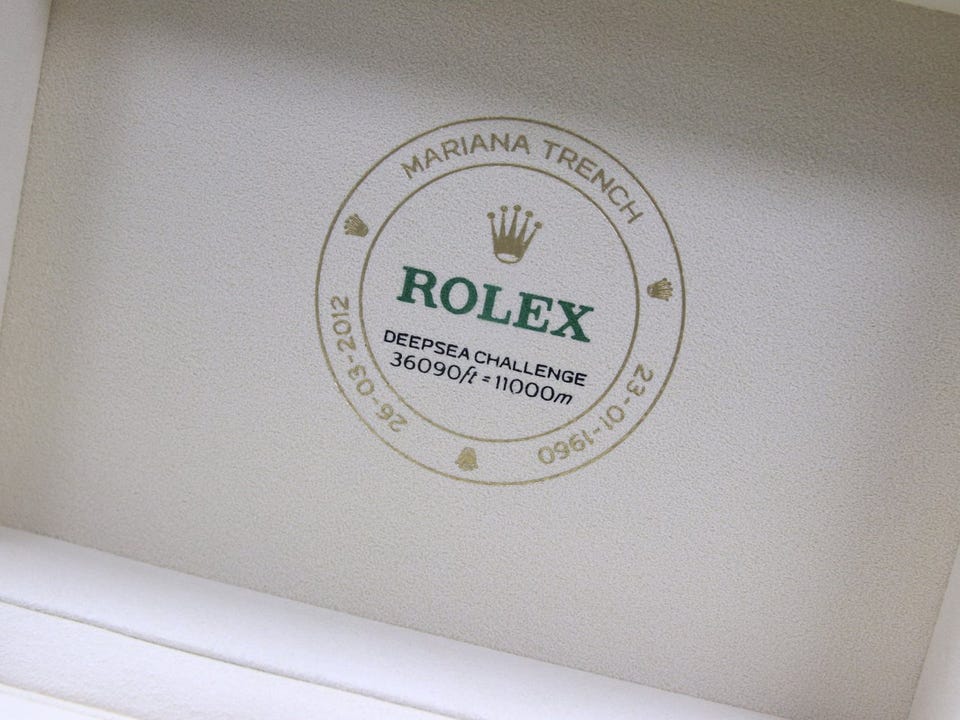 MARIANA TRENCH
ROLEX
DEEPSEA CHALLENGE
36090ft = 11000m
26-03-2012
23-01-1960